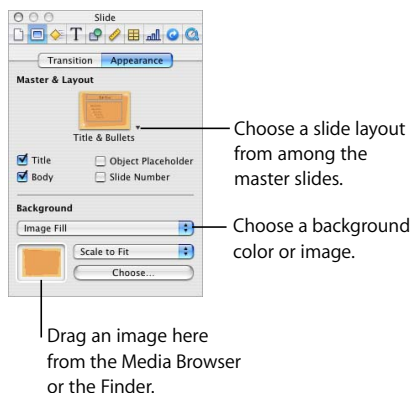 Slide
Transition Appearance
Master & Layout
Title & Bullets
Title Object Placeholder
Body Slide Number
Background
Image Fill
Scale to Fit
Choose...
Choose a slide layout
from among the
master slides.
Choose a background
color or image.
Drag an image here
from the Media Browser
or the Finder.